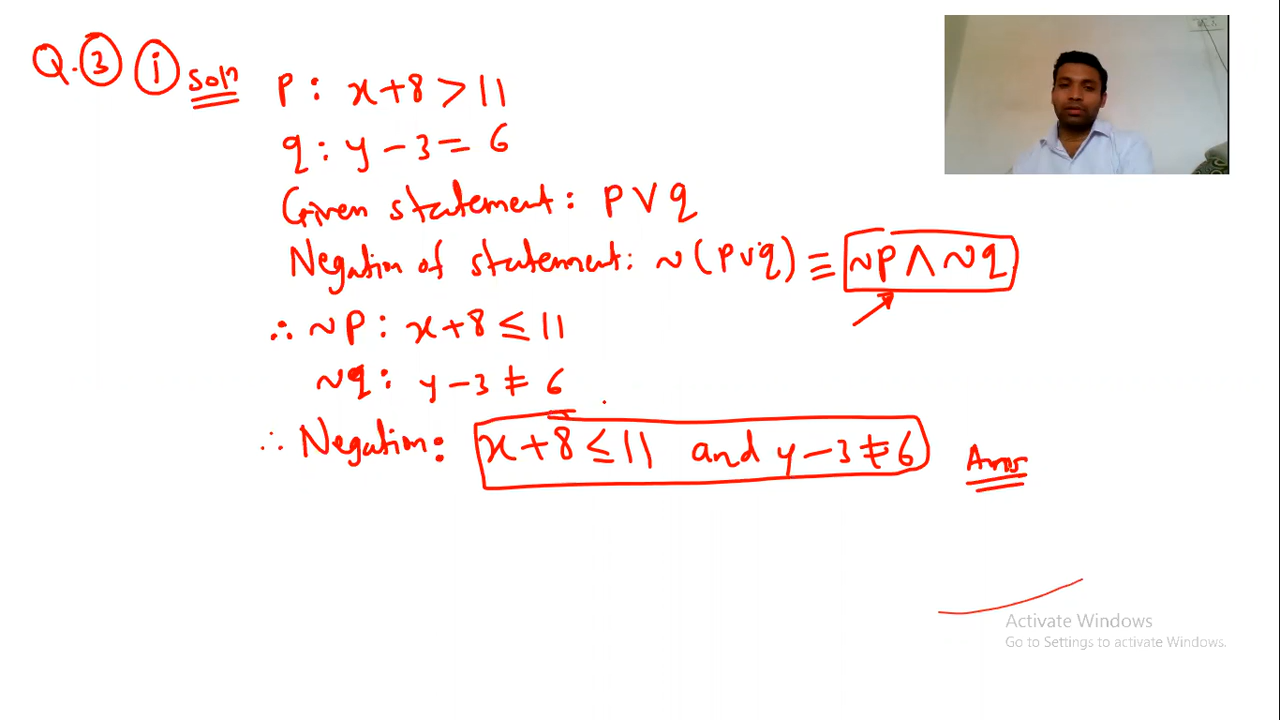 Q.3 i Soln P: x+8 > 11
q: y - 3 = 6
Given statement: P ∨ q
Negation of statement: ~(P∨q) ≡ ~P ∧ ~q
∴ ~P: x+8 ≤ 11
~q: y-3 ≠ 6
∴ Negation: x+8 ≤ 11 and y-3 ≠ 6 Ans
Activate Windows
Go to Settings to activate Windows.